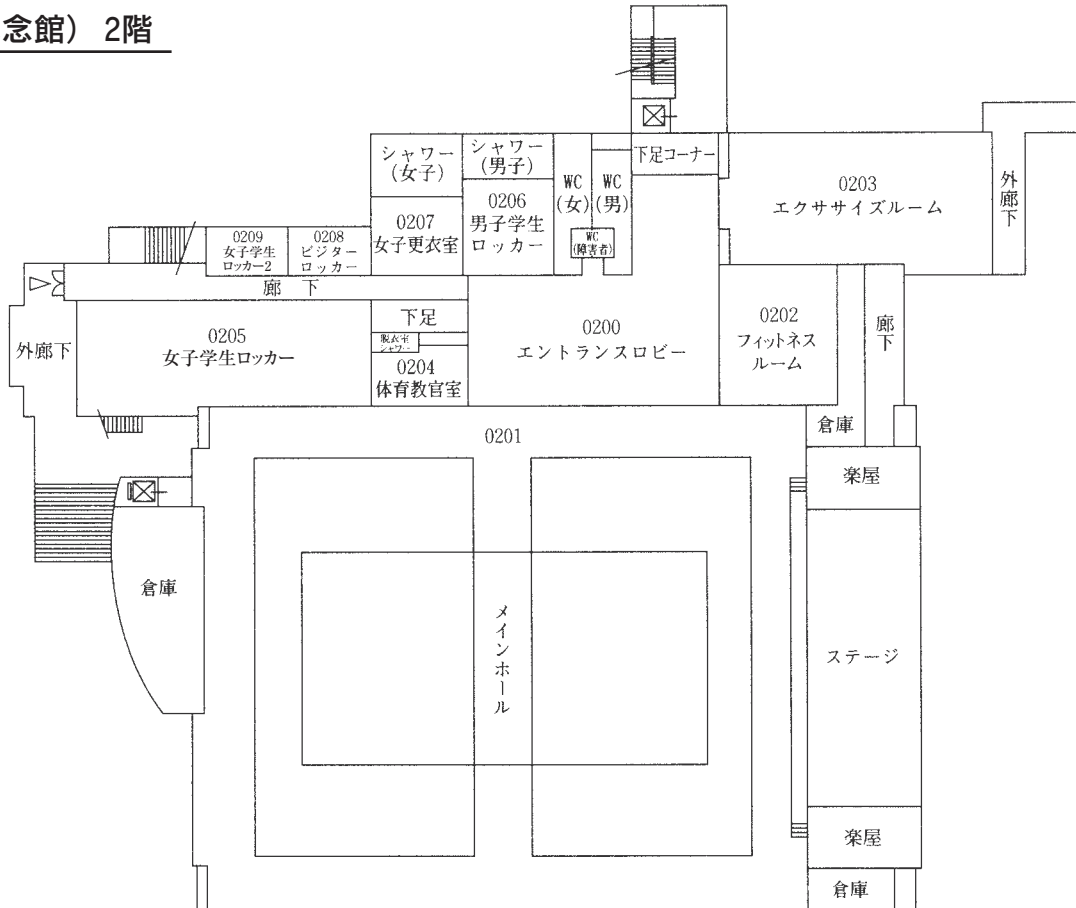 念館) 2階
シャワー
(女子)
シャワー
(男子)
WC
(女)
WC
(男)
下足コーナー
0203
エクササイズルーム
外廊下
0207
女子更衣室
0206
男子学生
ロッカー
WC
(障害者)
0209
女子学生
ロッカー2
0208
ビジター
ロッカー
廊下
外廊下
0205
女子学生ロッカー
下足
脱衣室
シャワー
0204
体育教官室
0200
エントランスロビー
0202
フィットネス
ルーム
廊下
倉庫
0201
楽屋
倉庫
メインホール
ステージ
楽屋
倉庫